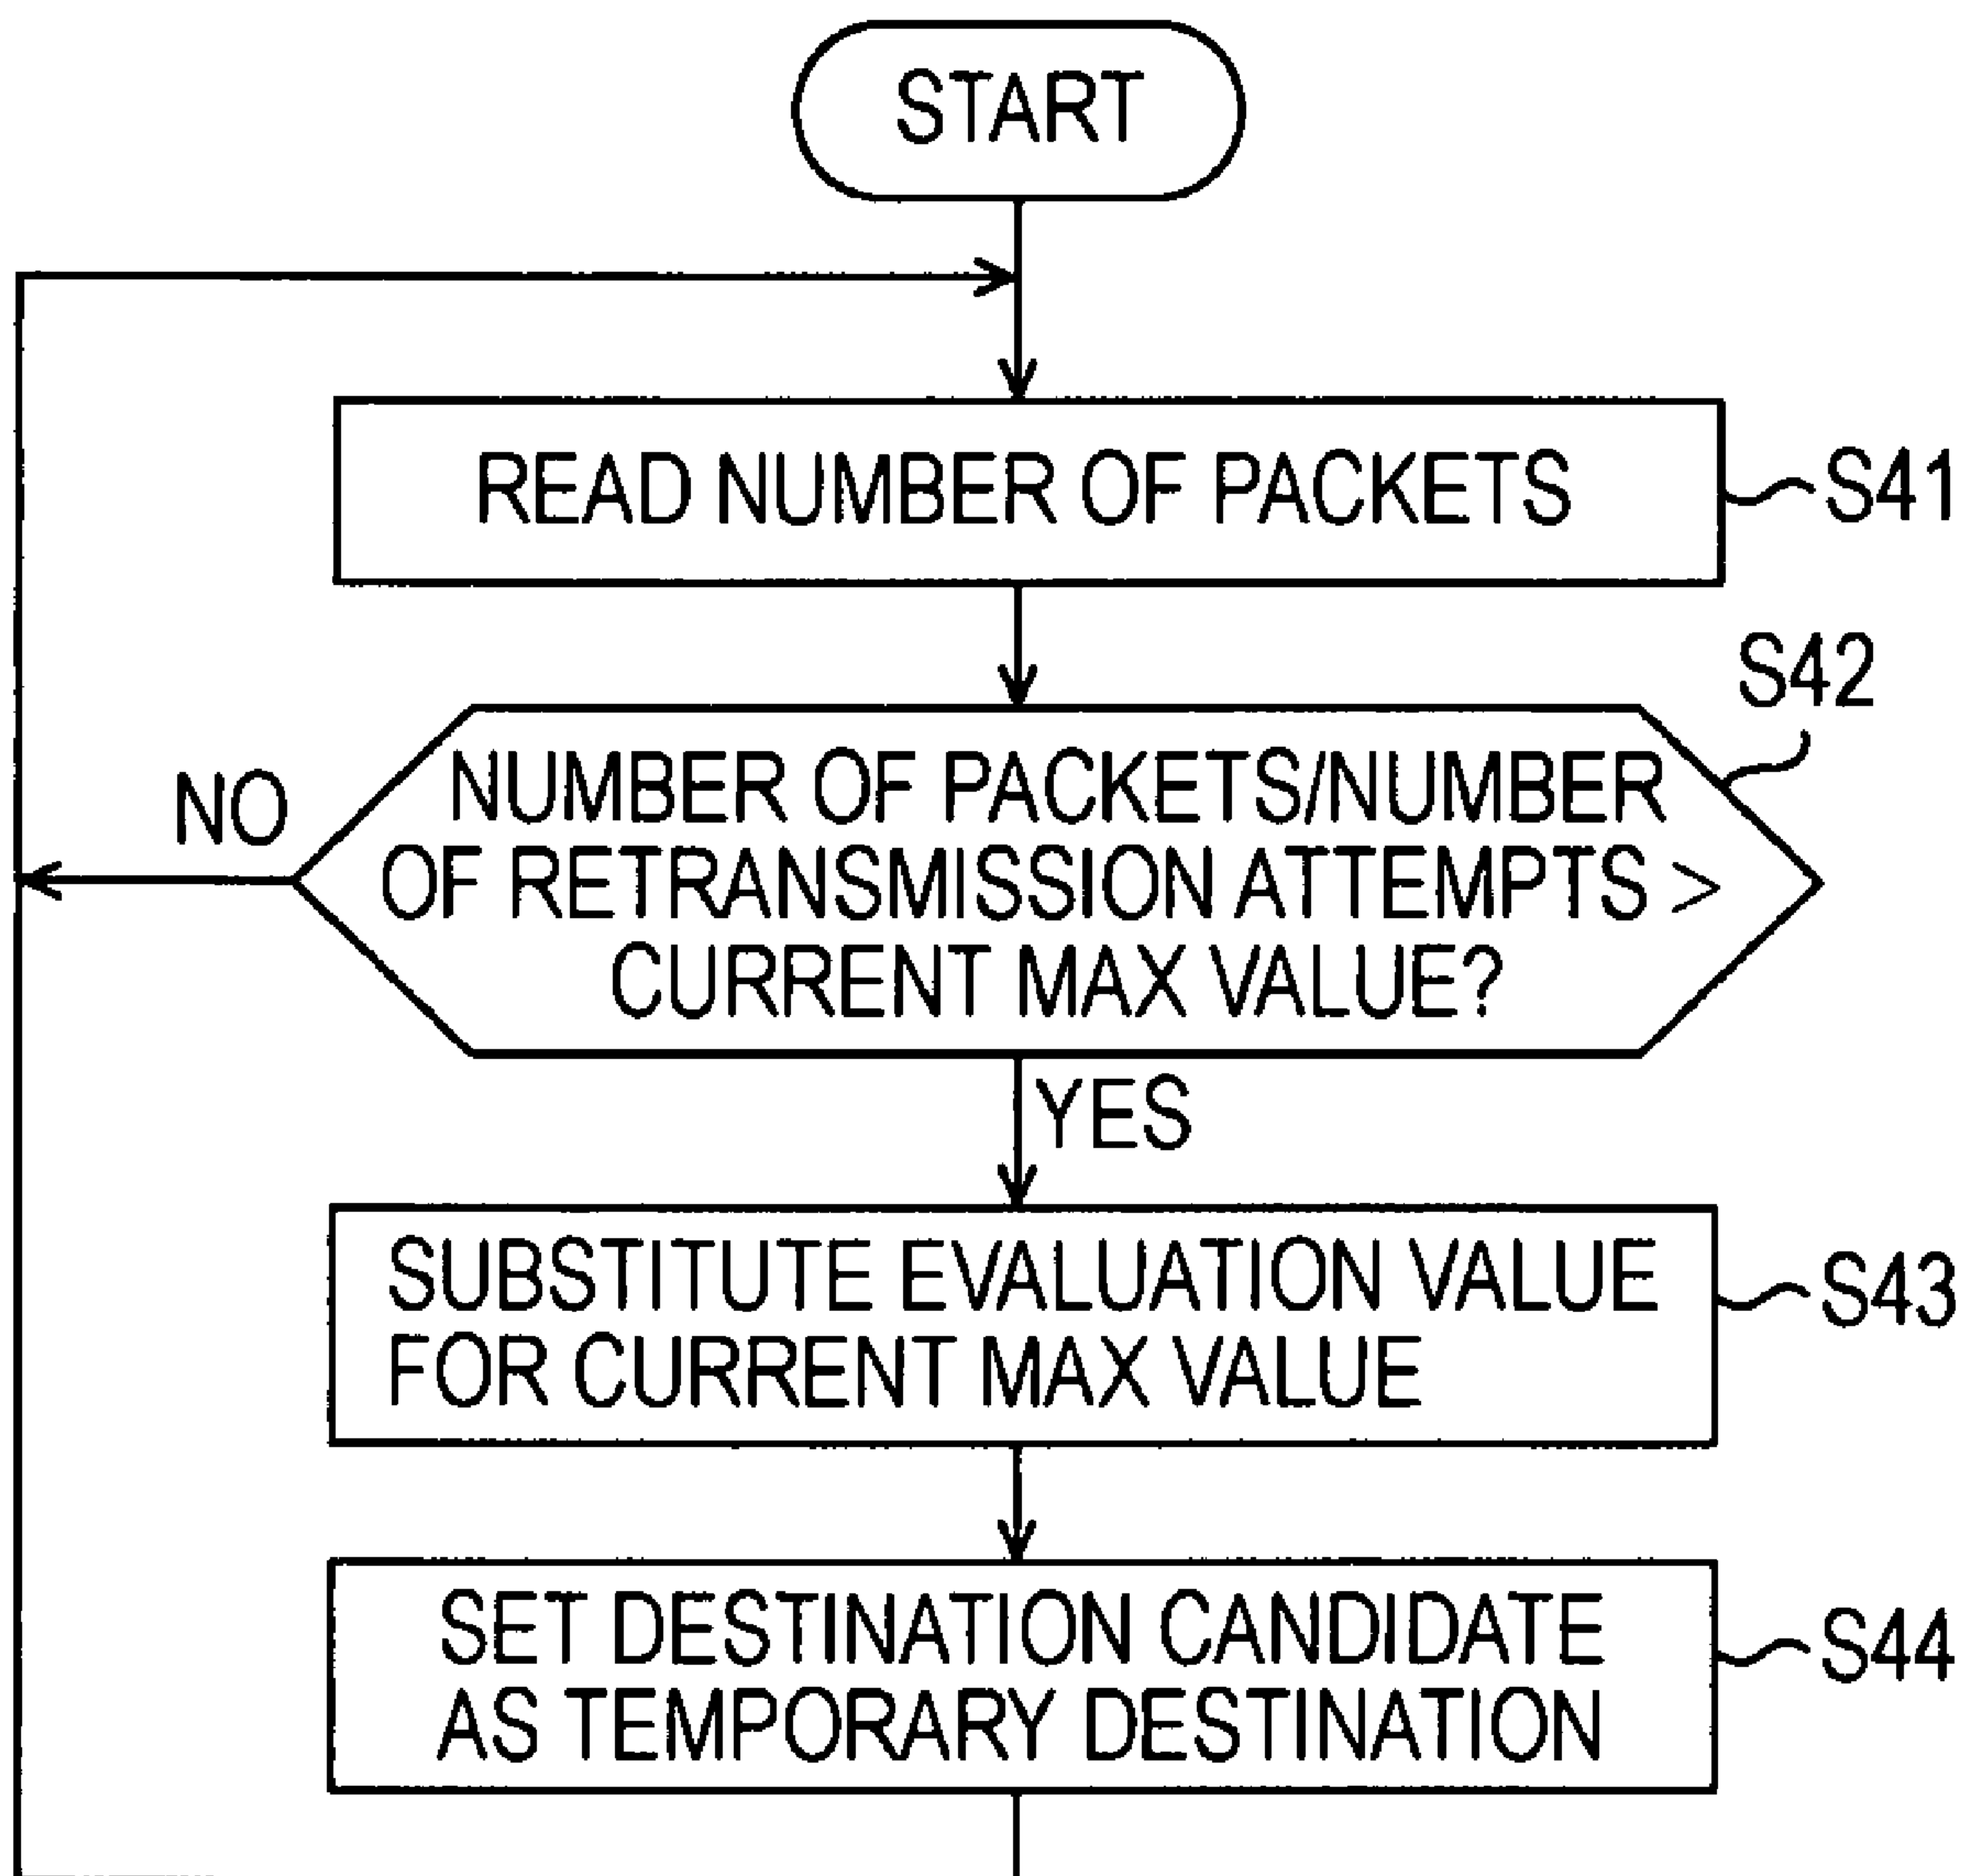 START
READ NUMBER OF PACKETS
S41
S42
NUMBER OF PACKETS/NUMBER
OF RETRANSMISSION ATTEMPTS >
CURRENT MAX VALUE?
NO
YES
SUBSTITUTE EVALUATION VALUE
FOR CURRENT MAX VALUE
S43
SET DESTINATION CANDIDATE
AS TEMPORARY DESTINATION
S44